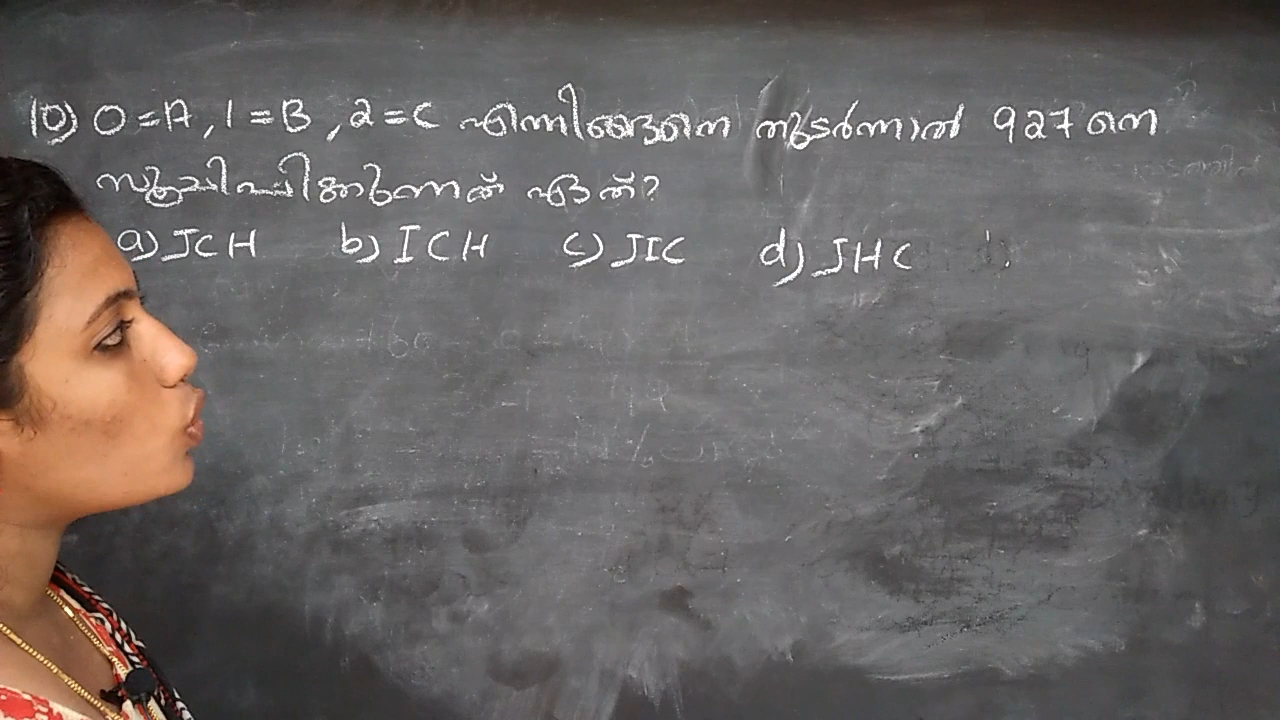 10) 0=A, 1=B, 2=C എന്നിങ്ങനെ തുടർന്നാൽ 927 നെ
സൂചിപ്പിക്കുന്നത് ഏത്?
a) JCH b) ICH c) JIC d) JHC